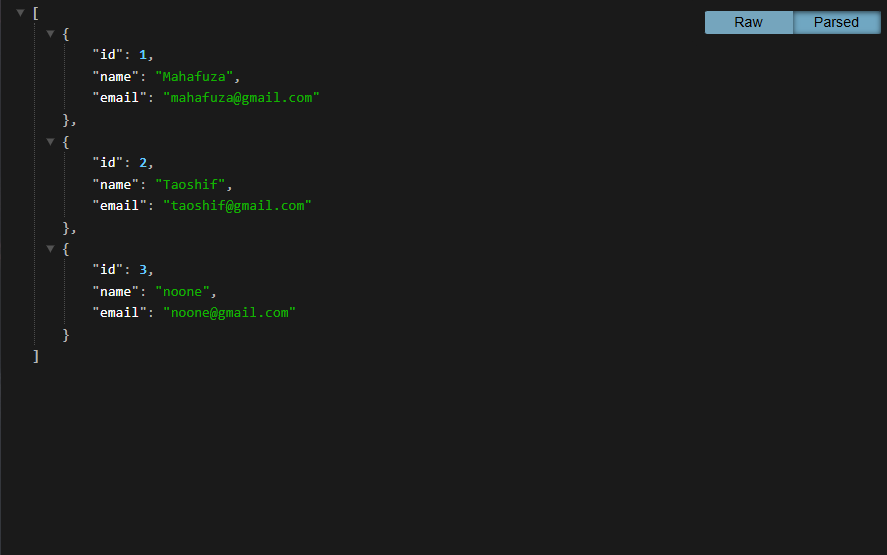 Raw Parsed
[
{
"id": 1,
"name": "Mahafuza",
"email": "mahafuza@gmail.com"
},
{
"id": 2,
"name": "Taoshif",
"email": "taoshif@gmail.com"
},
{
"id": 3,
"name": "noone",
"email": "noone@gmail.com"
}
]